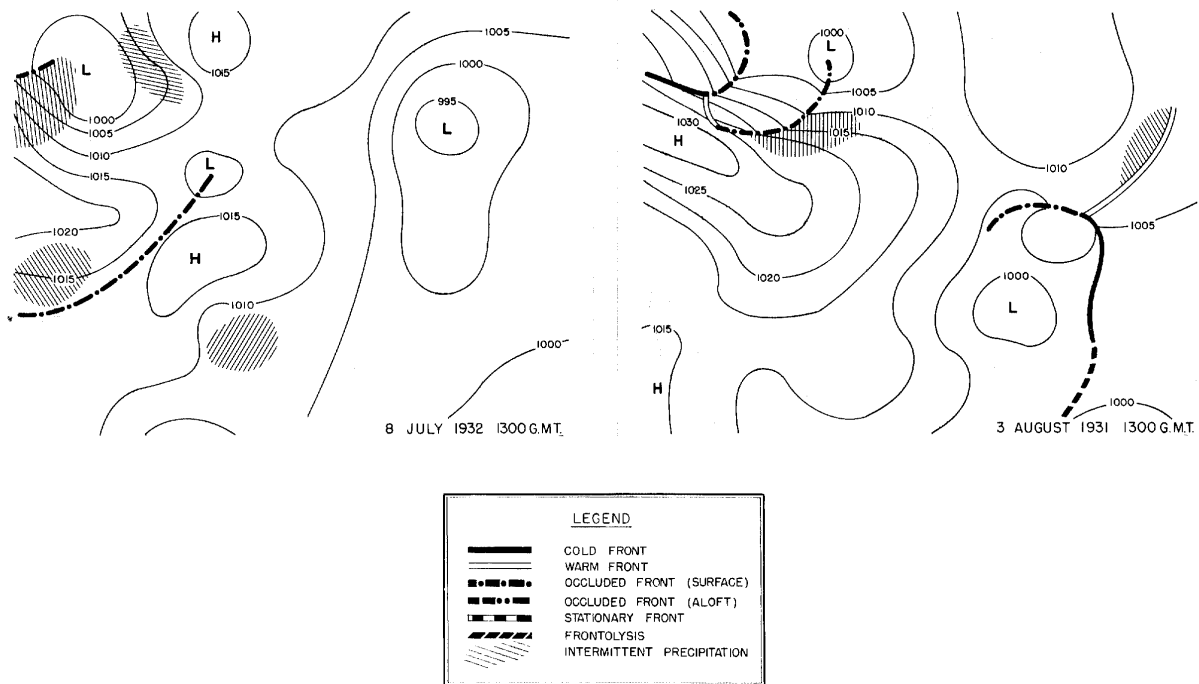 H
1015
L
1000
1005
1010
1015
1020
1015
L
1015
H
1010
1005
1000
995
L
1000
8 JULY 1932 1300 G.M.T.
1000
L
1005
1010
1015
1030
H
1025
1020
1015
H
1010
1005
1000
L
1000
3 AUGUST 1931 1300 G.M.T.
LEGEND
COLD FRONT
WARM FRONT
OCCLUDED FRONT (SURFACE)
OCCLUDED FRONT (ALOFT)
STATIONARY FRONT
FRONTOLYSIS
INTERMITTENT PRECIPITATION